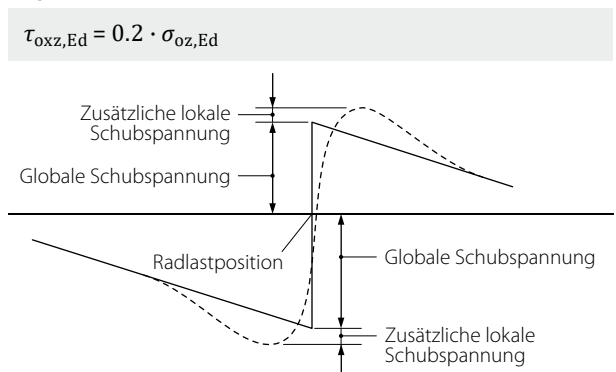 τoxz,Ed = 0.2 · σoz,Ed
Zusätzliche lokale
Schubspannung
Globale Schubspannung
Radlastposition
Globale Schubspannung
Zusätzliche lokale
Schubspannung